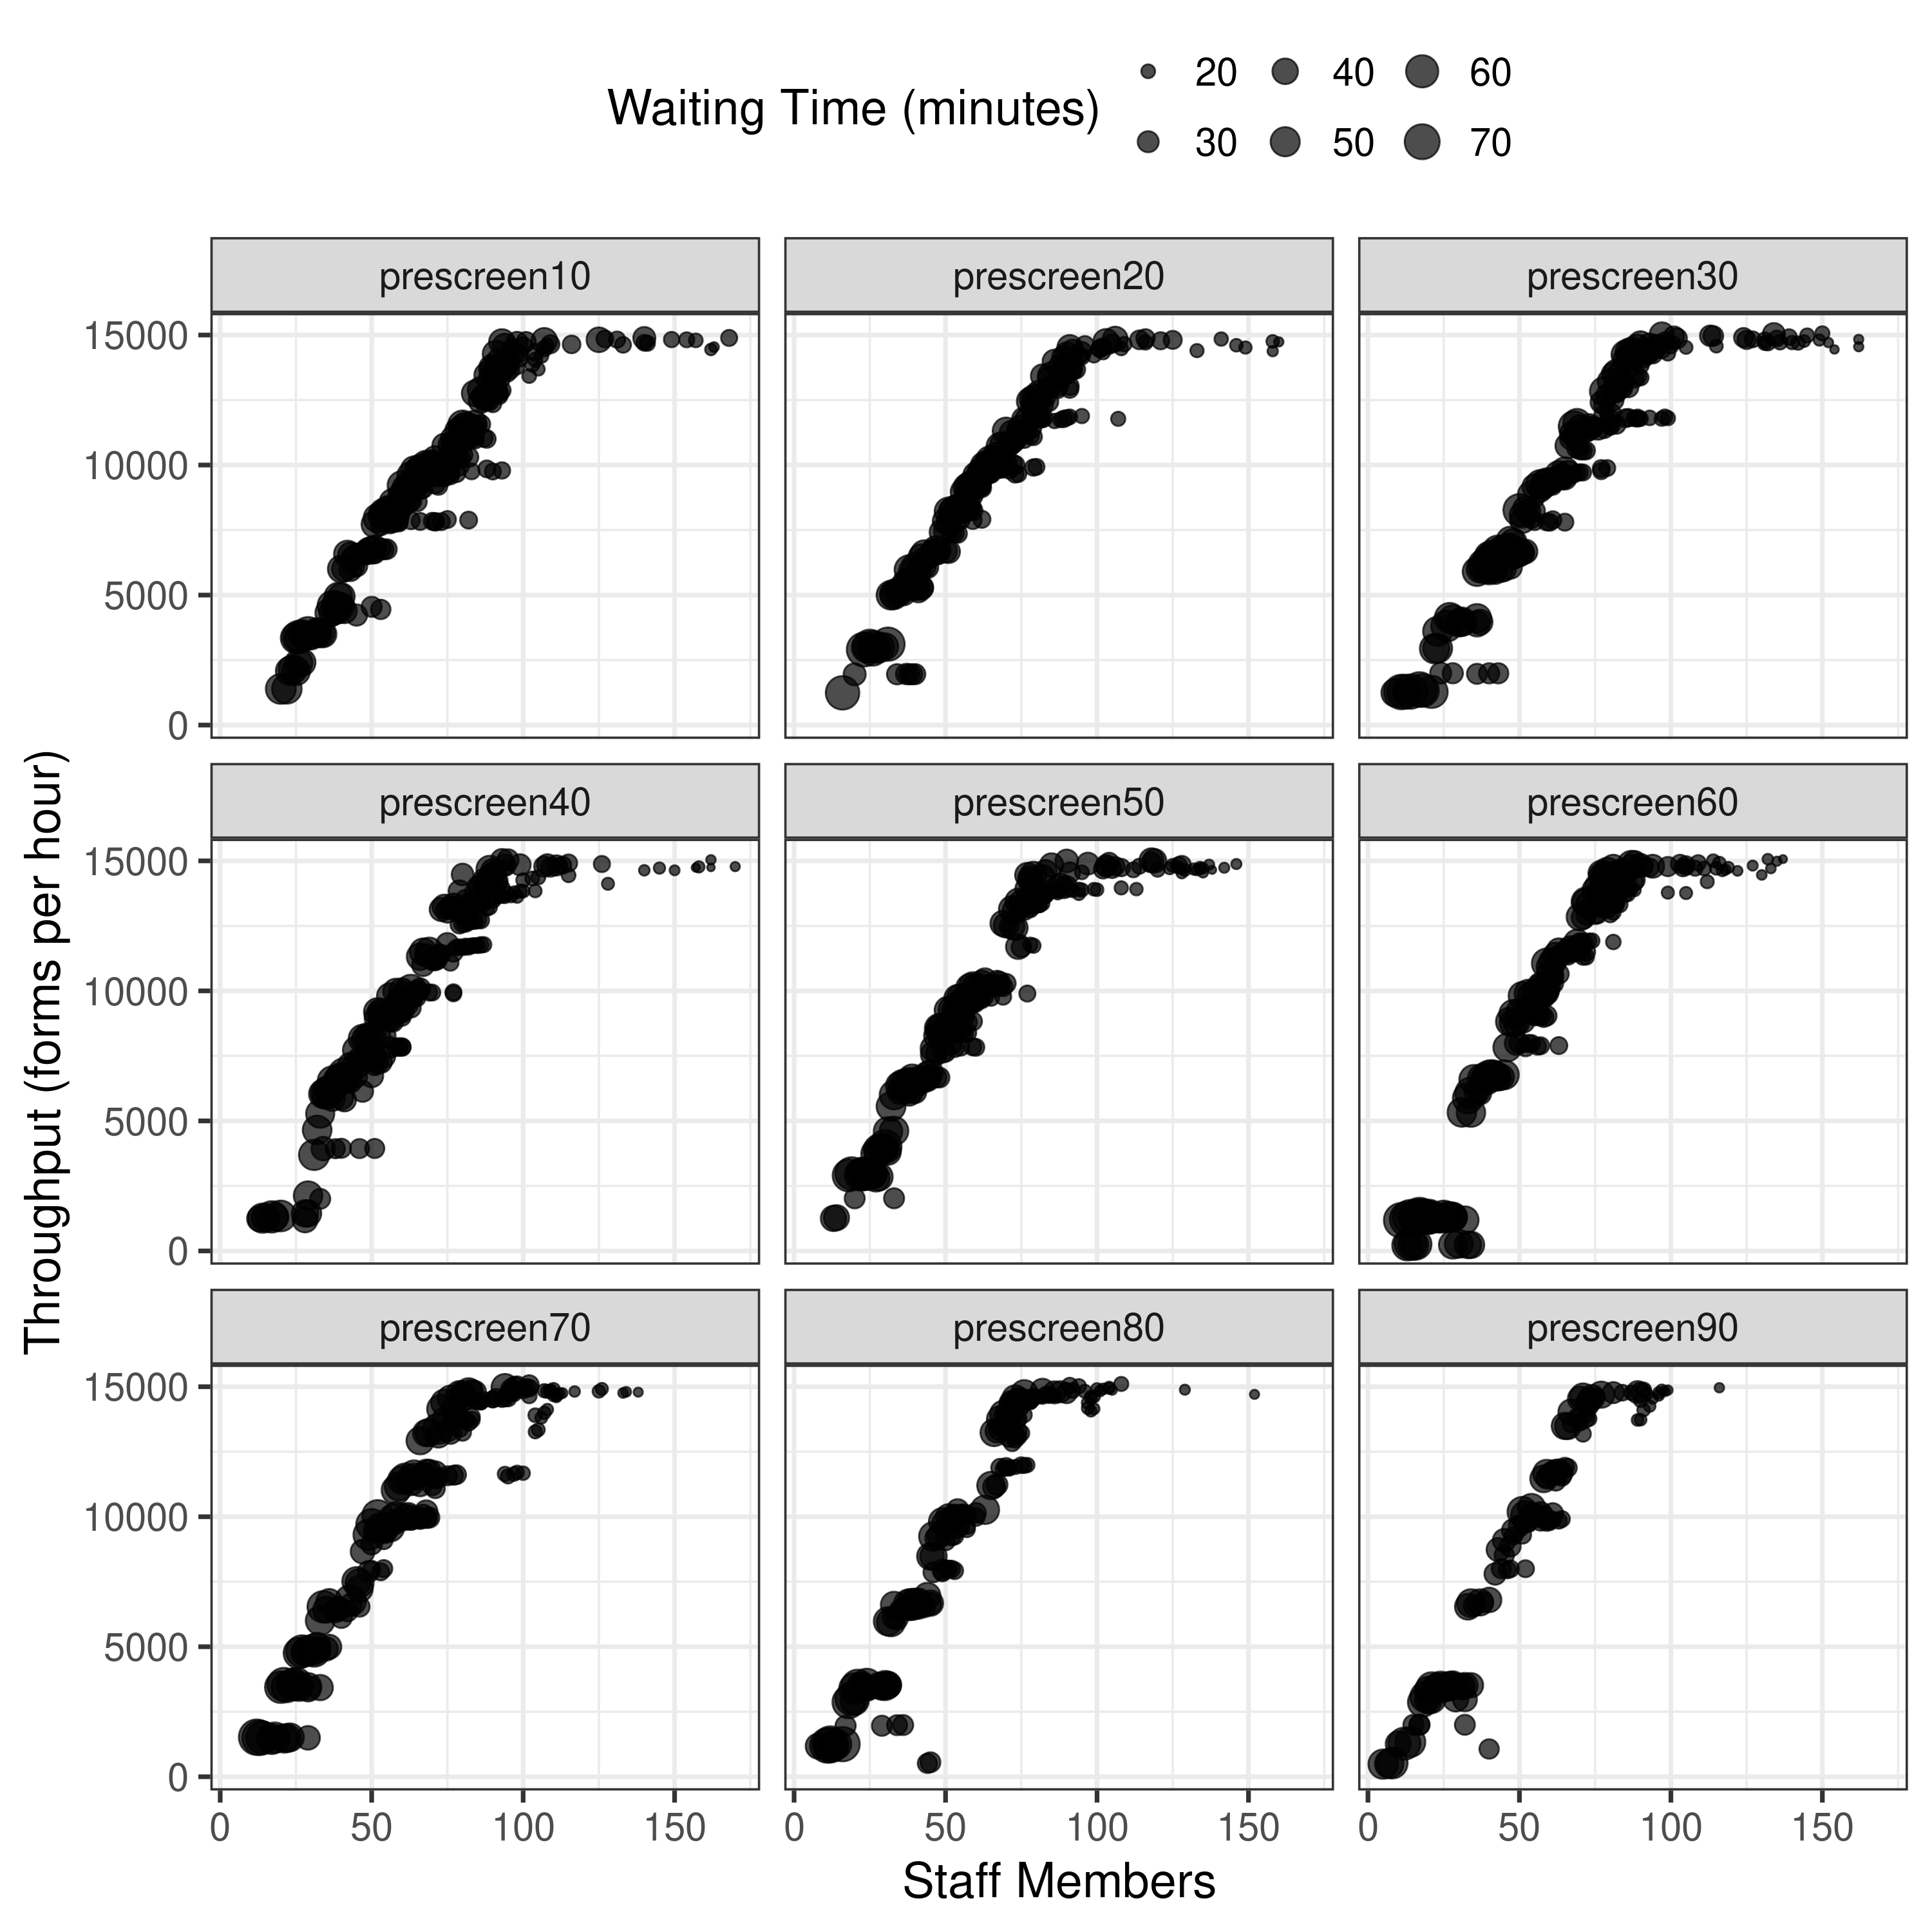 Waiting Time (minutes)
20 40 60
30 50 70
prescreen10 prescreen20 prescreen30
15000
10000
5000
0
prescreen40 prescreen50 prescreen60
15000
10000
5000
0
prescreen70 prescreen80 prescreen90
15000
10000
5000
0
Throughput (forms per hour)
0 50 100 150 0 50 100 150 0 50 100 150
Staff Members